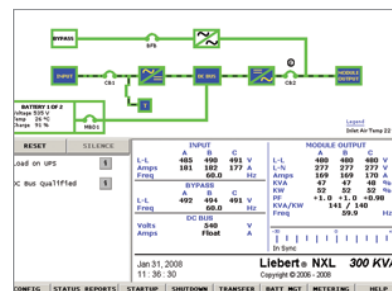 BYPASS
BFB
INPUT
CB1
DC BUS
CB2
MODULE OUTPUT
T
BATTERY 1 OF 2
Voltage 535 V
Temp 26 °C
Charge 91 %
MBD1
Legend
Inlet Air Temp 22
RESET SILENCE
Load on UPS 1
DC Bus Qualified 1
INPUT
A B C
L-L 485 490 491 V
Amps 181 182 177 A
Freq 60.0 Hz
BYPASS
A B C
L-L 492 494 491 V
Freq 60.0 Hz
DC BUS
Volts 540 V
Amps Float A
MODULE OUTPUT
A B C
L-L 480 480 480 V
L-N 277 277 277 V
Amps 169 169 170 A
KVA 47 47 48 %
KW 52 52 52 %
PF +1.0 +1.0 +0.98
KVA/KW 141 / 140
Freq 59.9 Hz
-30 0
In Sync
Jan 31, 2008
11:36:30
Liebert® NXL 300 KVA
Copyright © 2006 - 2008
CONFIG STATUS REPORTS STARTUP SHUTDOWN TRANSFER BATT MGT METERING HELP